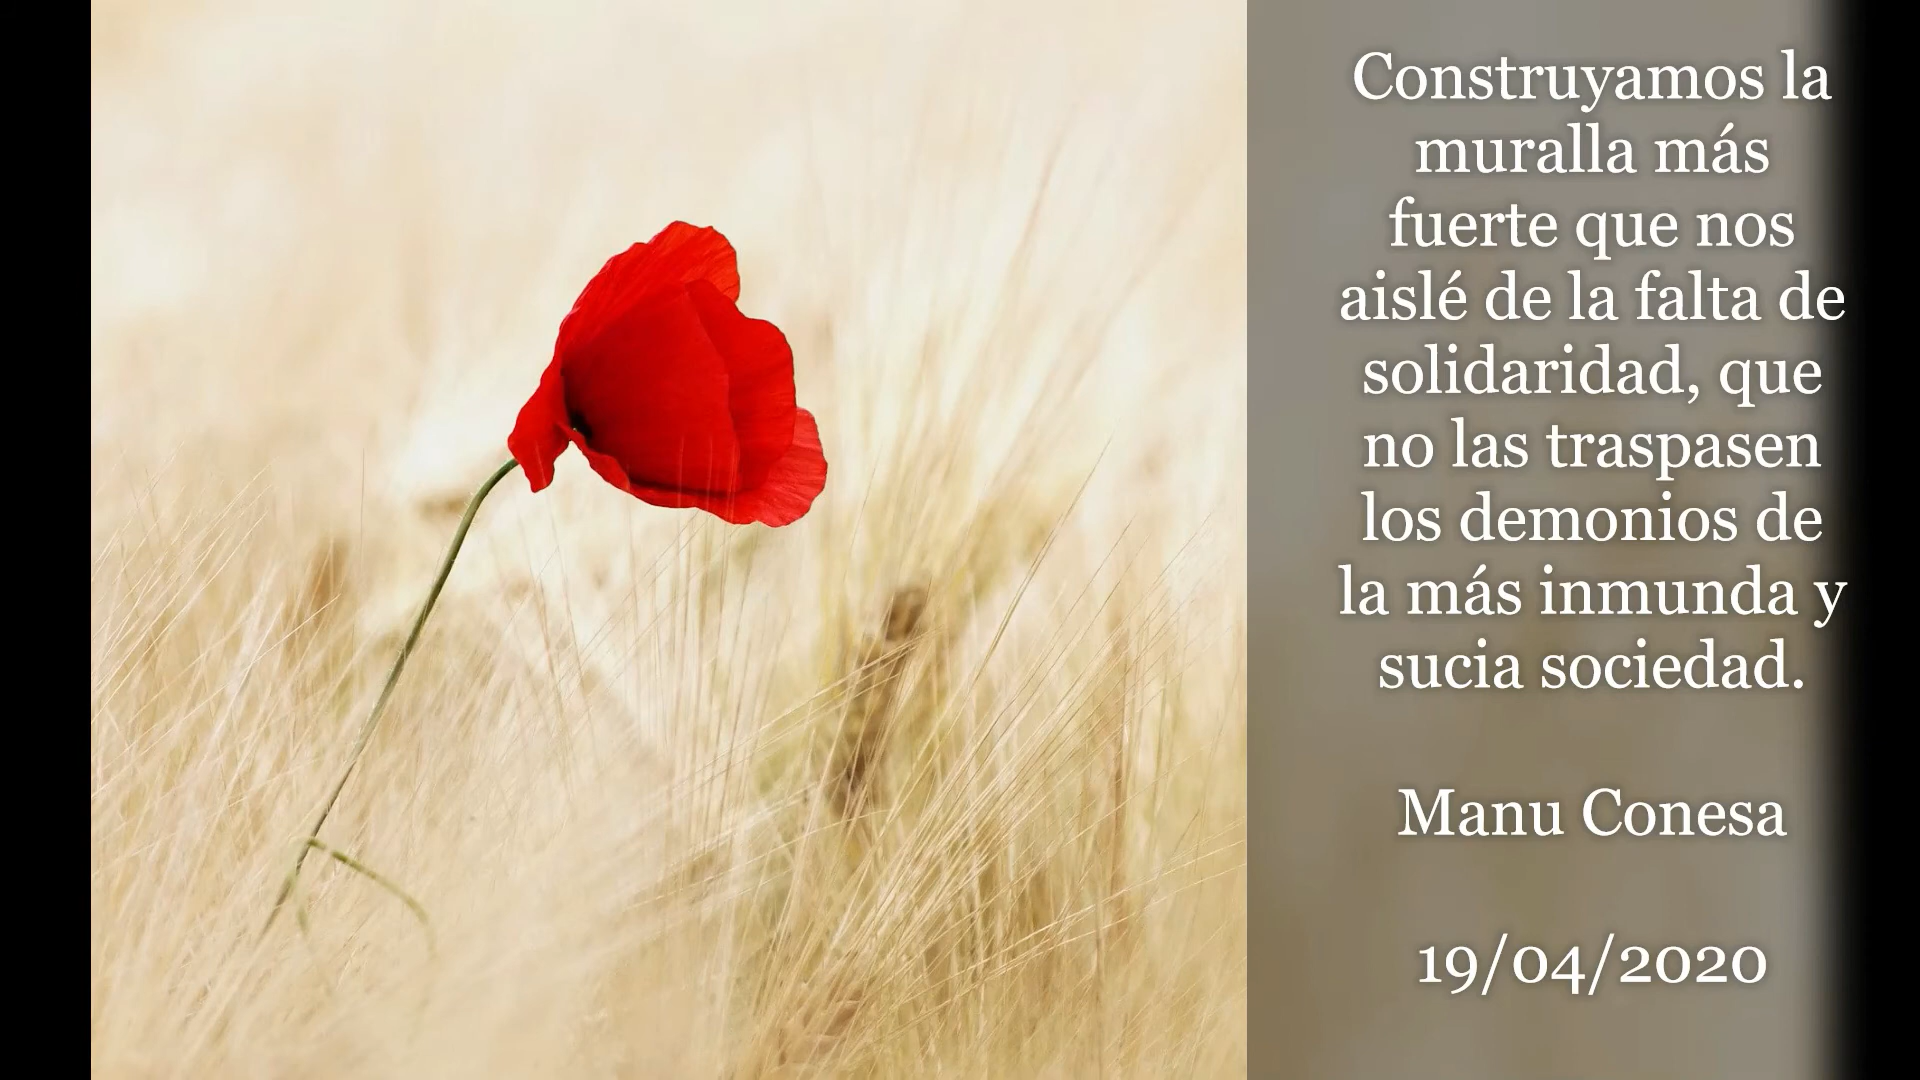 Construyamos la
muralla más
fuerte que nos
aislé de la falta de
solidaridad, que
no las traspasen
los demonios de
la más inmunda y
sucia sociedad.
Manu Conesa
19/04/2020